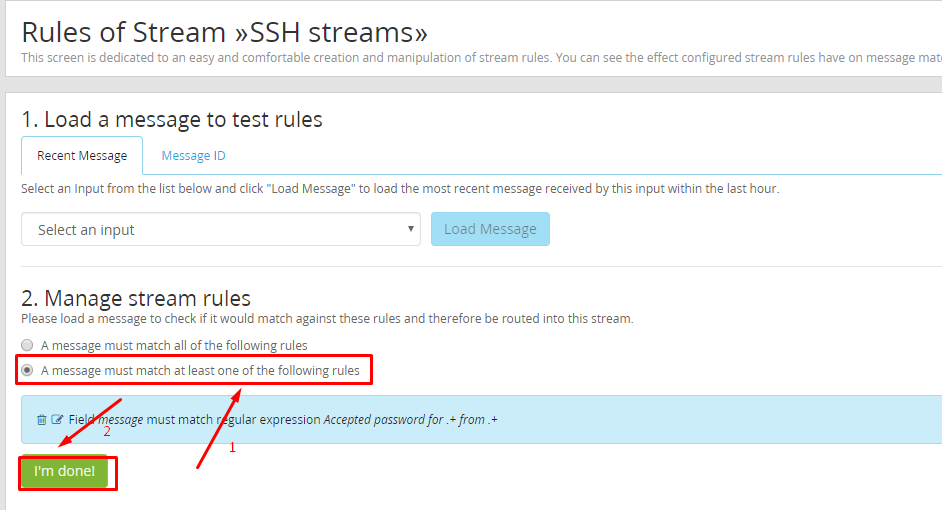 Rules of Stream »SSH streams»
This screen is dedicated to an easy and comfortable creation and manipulation of stream rules. You can see the effect configured stream rules have on message mat
1. Load a message to test rules
Recent Message Message ID
Select an Input from the list below and click "Load Message" to load the most recent message received by this input within the last hour.
Select an input Load Message
2. Manage stream rules
Please load a message to check if it would match against these rules and therefore be routed into this stream.
A message must match all of the following rules
A message must match at least one of the following rules
Field message must match regular expression Accepted password for .+ from .+
2
1
I'm done!